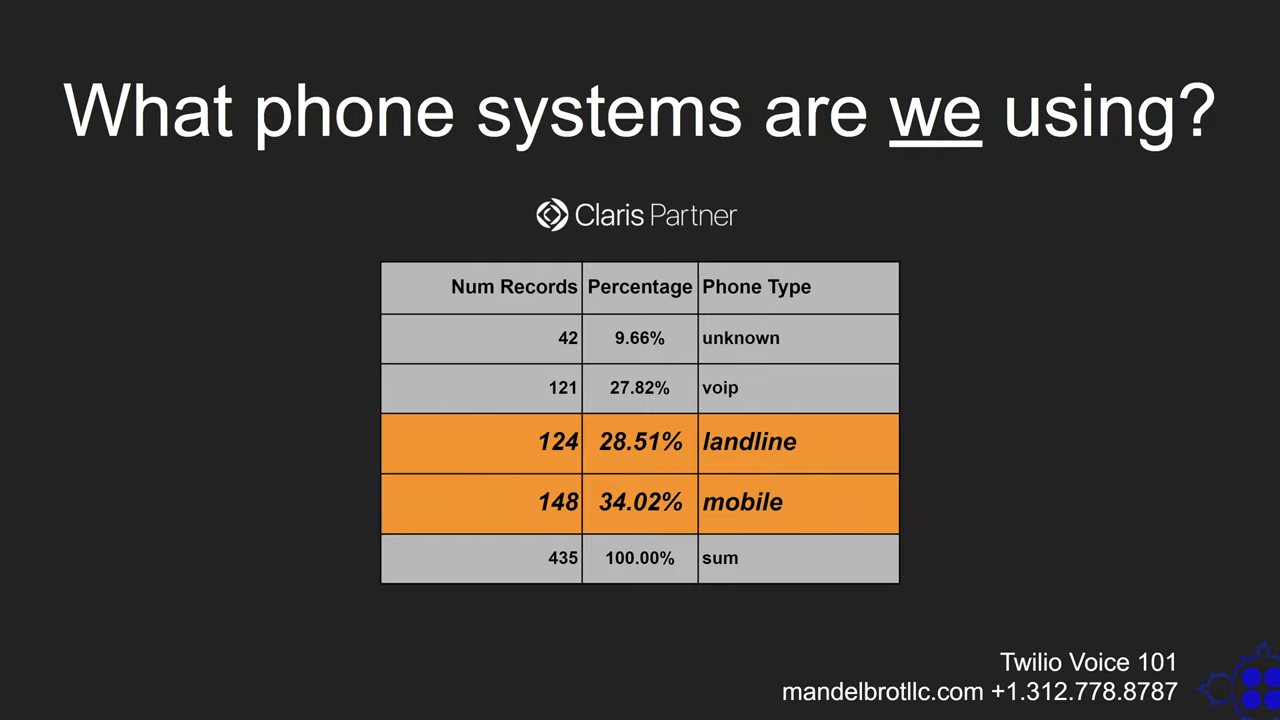 What phone systems are we using?
Claris Partner
Num Records Percentage Phone Type
42 9.66% unknown
121 27.82% voip
124 28.51% landline
148 34.02% mobile
435 100.00% sum
Twilio Voice 101
mandelbrotllc.com +1.312.778.8787